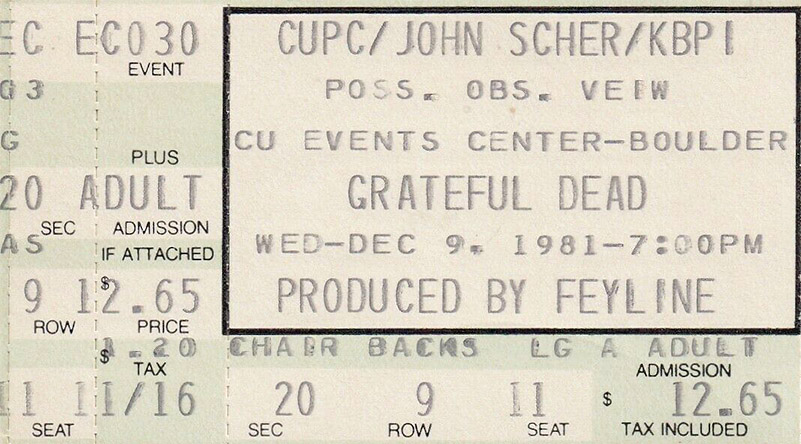 EC EC030 CUPC/JOHN SCHER/KBPI
EVENT
G3 POSS. OBS. VEIW
G CU EVENTS CENTER-BOULDER
PLUS
20 ADULT GRATEFUL DEAD
SEC ADMISSION
AS IF ATTACHED WED-DEC 9. 1981-7:00PM
9 $12.65 PRODUCED BY FEYLINE
ROW PRICE
$ 1.20 CHAIR BACKS LG A ADULT
TAX ADMISSION
11 11/16 20 9 11 $ 12.65
SEAT SEC ROW SEAT TAX INCLUDED